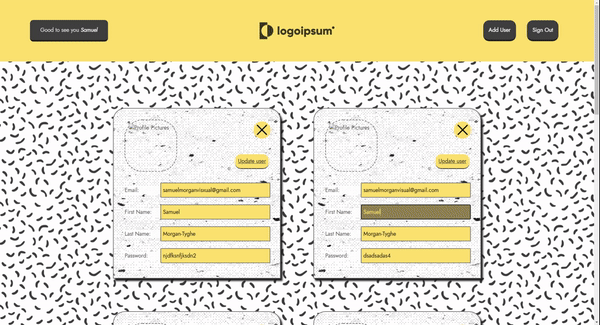 Good to see you Samuel
logoipsum
Add User
Sign Out
Profile Pictures
Update user
Email:
samuelmorganvisxual@gmail.com
First Name:
Samuel
Last Name:
Morgan-Tyghe
Password:
njdfksnfjksdn2
Profile Pictures
Update user
Email:
samuelmorganvisxual@gmail.com
First Name:
Samuel
Last Name:
Morgan-Tyghe
Password:
dsadsadas4